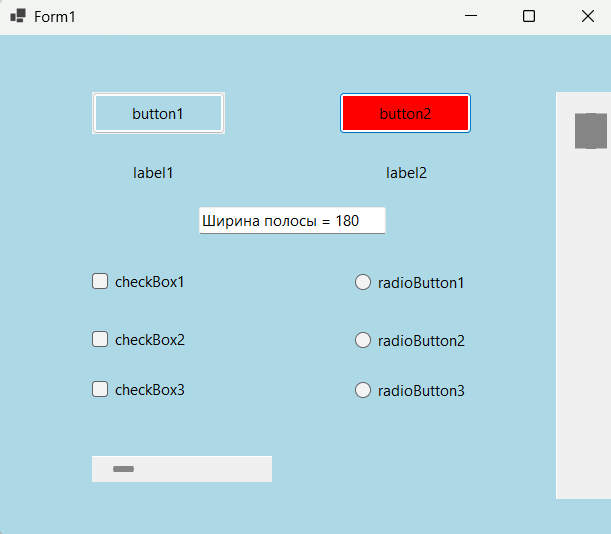 Form1
button1
button2
label1
label2
Ширина полосы = 180
checkBox1
radioButton1
checkBox2
radioButton2
checkBox3
radioButton3